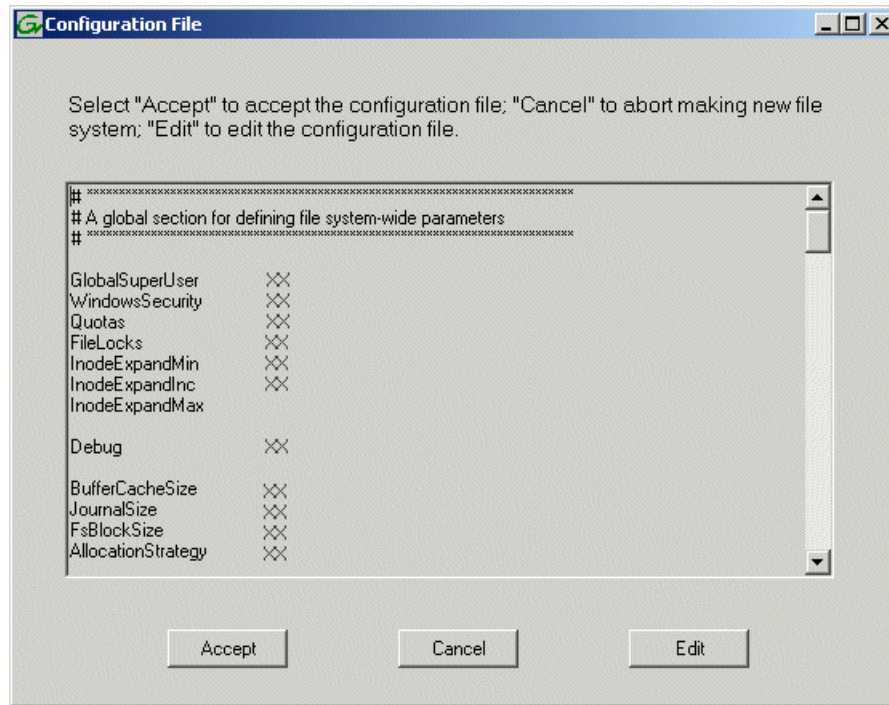 Configuration File
Select "Accept" to accept the configuration file; "Cancel" to abort making new file
system; "Edit" to edit the configuration file.
#
# A global section for defining file system-wide parameters
#
GlobalSuperUser XX
WindowsSecurity XX
Quotas XX
FileLocks XX
InodeExpandMin XX
InodeExpandInc XX
InodeExpandMax
Debug XX
BufferCacheSize XX
JournalSize XX
FsBlockSize XX
AllocationStrategy XX
Accept Cancel Edit